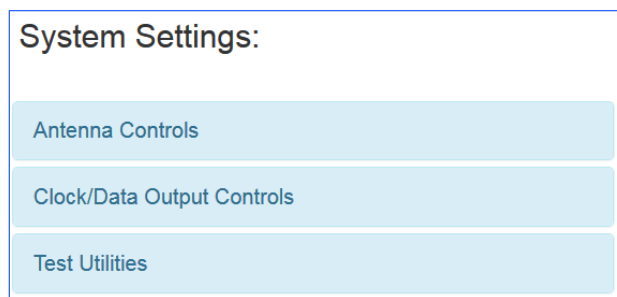 System Settings:
Antenna Controls
Clock/Data Output Controls
Test Utilities